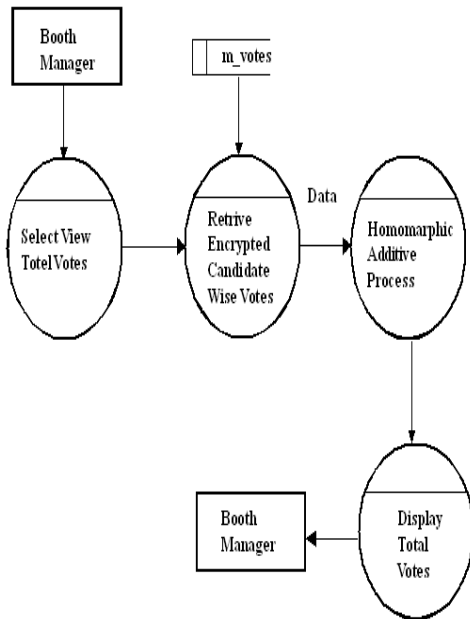 Booth
Manager
m_votes
Select View
Totel Votes
Retrive
Encrypted
Candidate
Wise Votes
Data
Homomarphic
Additive
Process
Booth
Manager
Display
Total
Votes